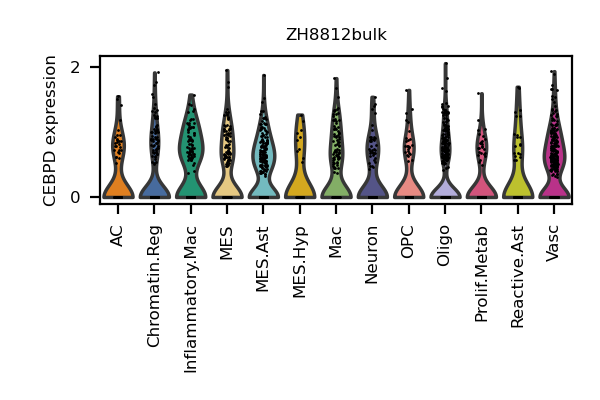 ZH8812bulk
CEBPD expression
2
0
AC
Chromatin.Reg
Inflammatory.Mac
MES
MES.Ast
MES.Hyp
Mac
Neuron
OPC
Oligo
Prolif.Metab
Reactive.Ast
Vasc